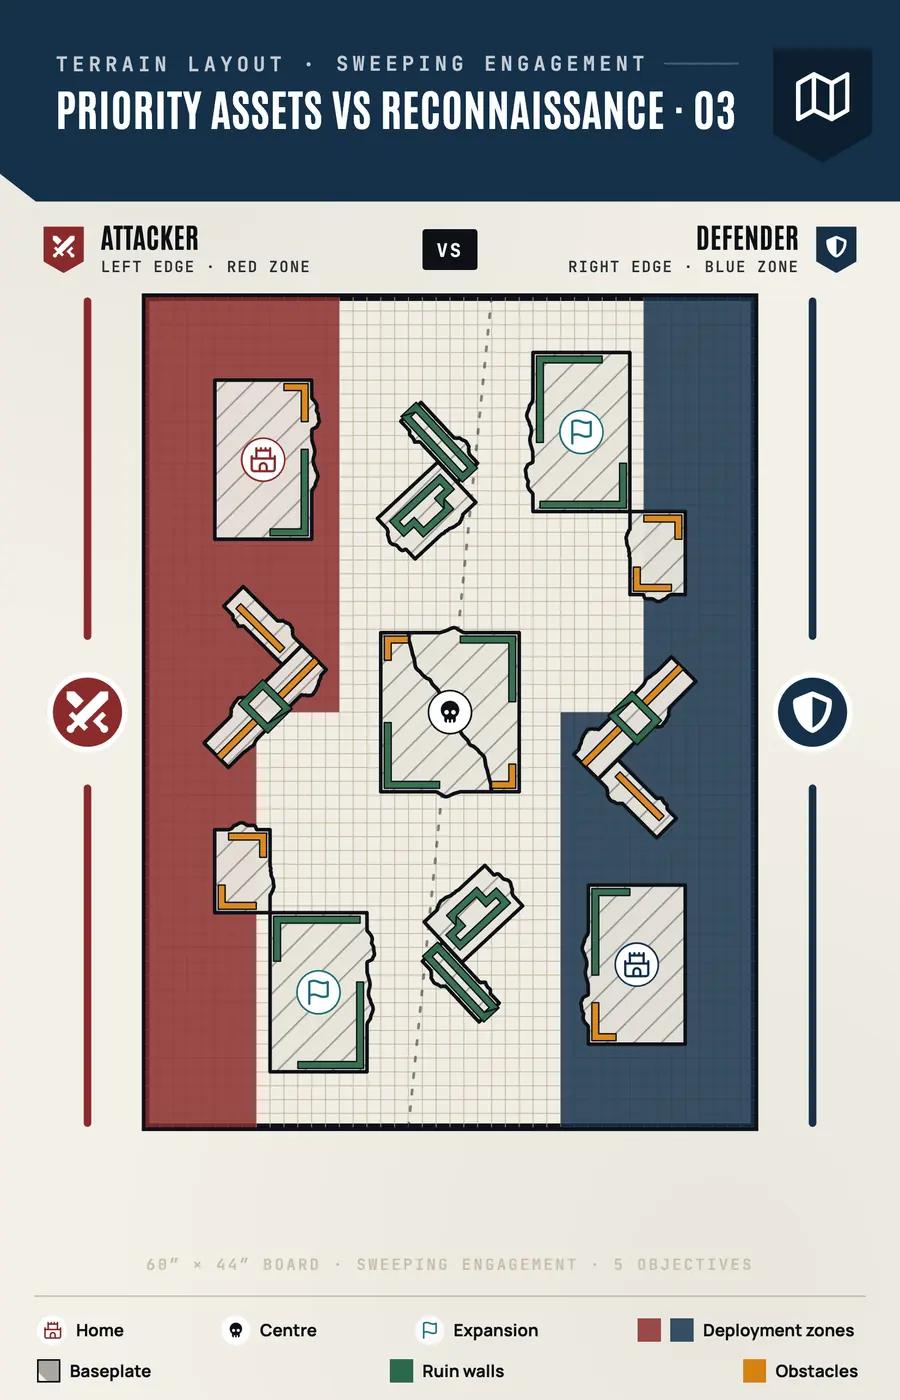 TERRAIN LAYOUT · SWEEPING ENGAGEMENT
PRIORITY ASSETS VS RECONNAISSANCE · 03
ATTACKER
LEFT EDGE · RED ZONE
VS
DEFENDER
RIGHT EDGE · BLUE ZONE
60″ × 44″ BOARD · SWEEPING ENGAGEMENT · 5 OBJECTIVES
Home
Centre
Expansion
Deployment zones
Baseplate
Ruin walls
Obstacles